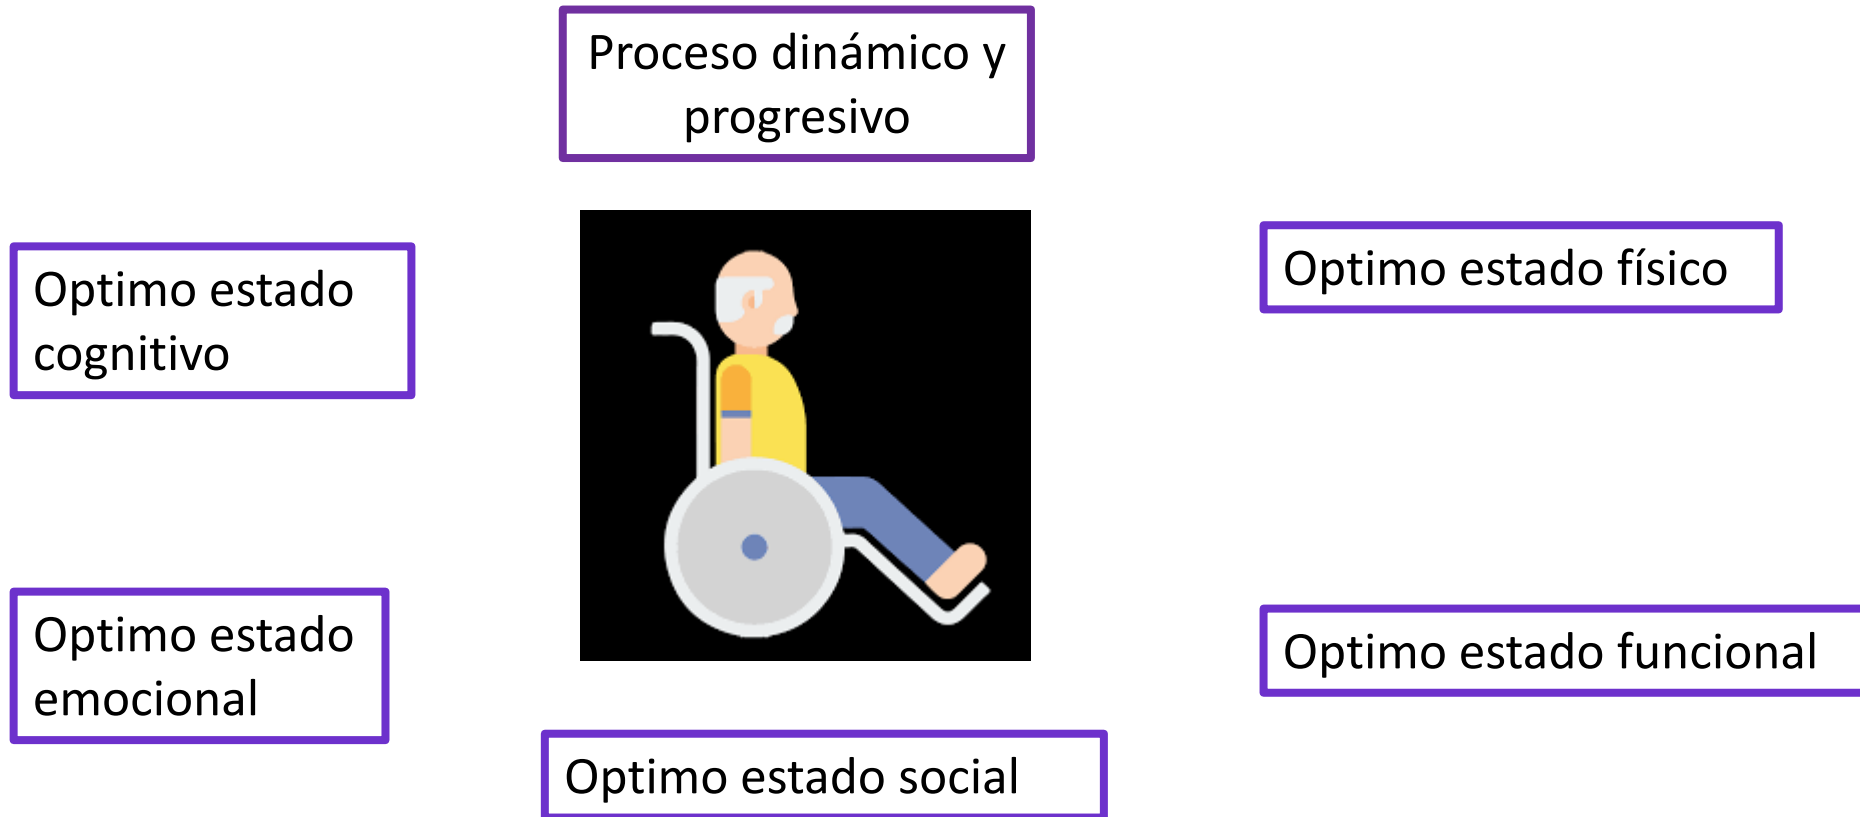 Proceso dinámico y
progresivo
Optimo estado
cognitivo
Optimo estado físico
Optimo estado
emocional
Optimo estado funcional
Optimo estado social